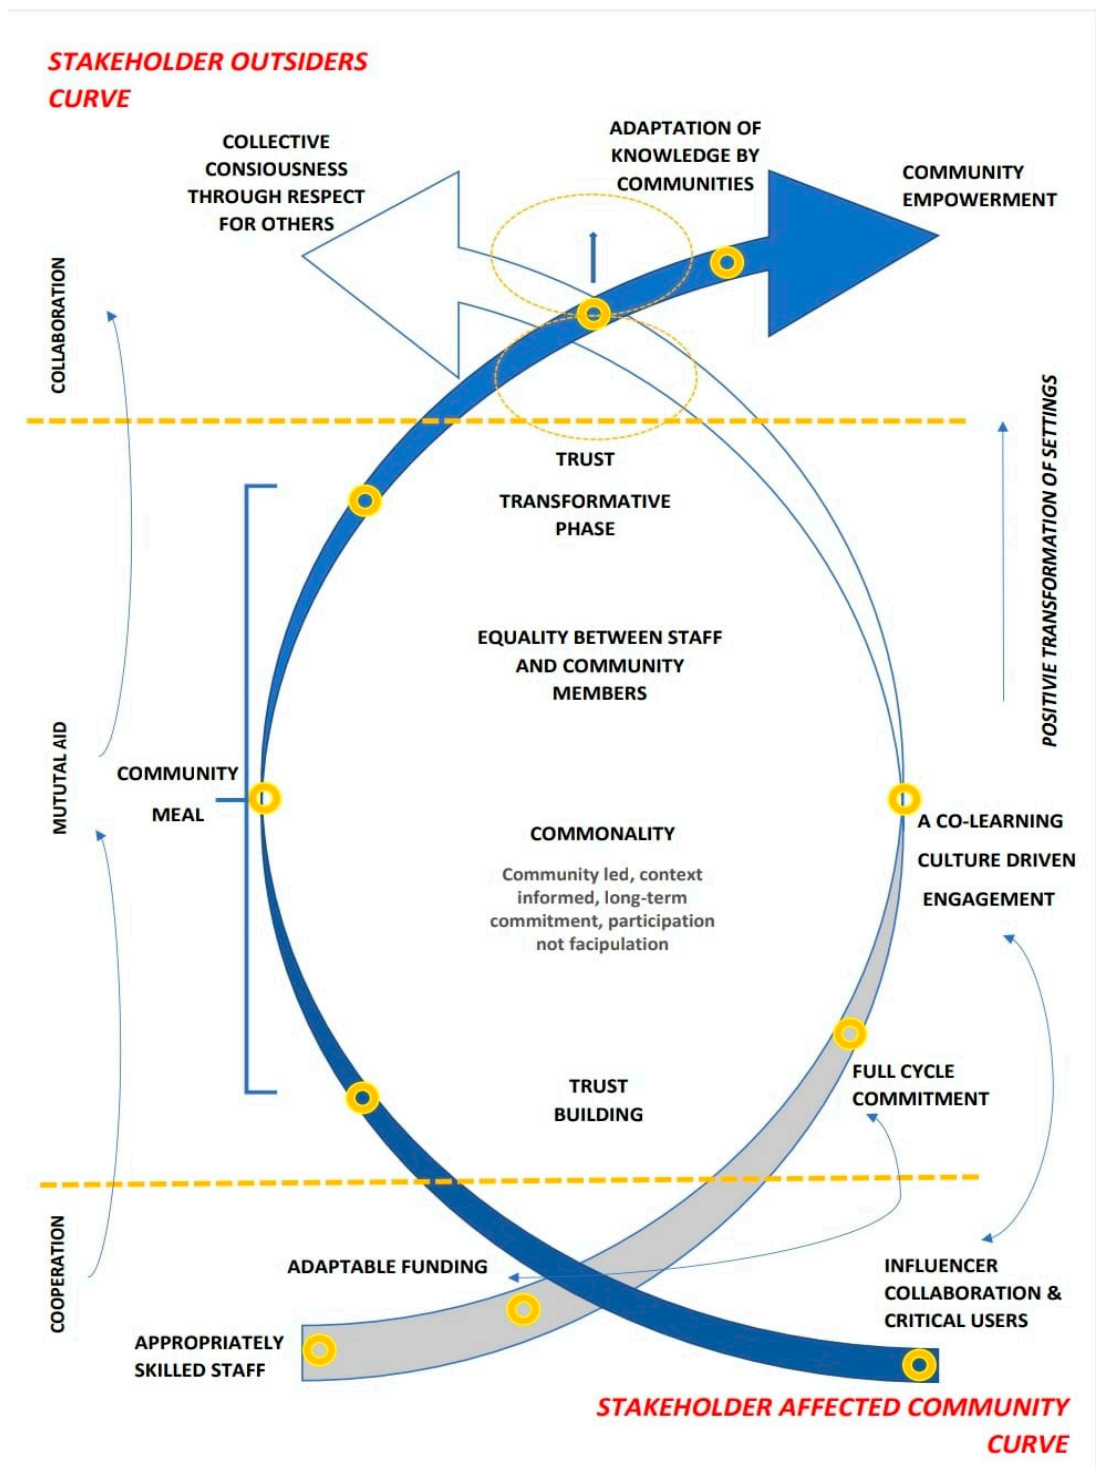 STAKEHOLDER OUTSIDERS
CURVE
COLLECTIVE
CONSIOUSNESS
THROUGH RESPECT
FOR OTHERS
ADAPTATION OF
KNOWLEDGE BY
COMMUNITIES
COMMUNITY
EMPOWERMENT
COLLABORATION
TRUST
TRANSFORMATIVE
PHASE
POSITIVIE TRANSFORMATION OF SETTINGS
EQUALITY BETWEEN STAFF
AND COMMUNITY
MEMBERS
MUTUTAL AID
COMMUNITY
MEAL
COMMONALITY
Community led, context
informed, long-term
commitment, participation
not facipulation
A CO-LEARNING
CULTURE DRIVEN
ENGAGEMENT
TRUST
BUILDING
FULL CYCLE
COMMITMENT
COOPERATION
ADAPTABLE FUNDING
INFLUENCER
COLLABORATION &
CRITICAL USERS
APPROPRIATELY
SKILLED STAFF
STAKEHOLDER AFFECTED COMMUNITY
CURVE